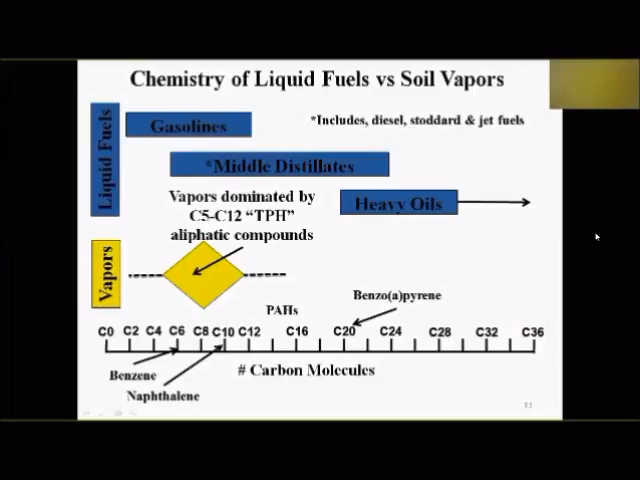 Chemistry of Liquid Fuels vs Soil Vapors
Liquid Fuels
Gasolines
*Includes, diesel, stoddard & jet fuels
*Middle Distillates
Heavy Oils
Vapors dominated by
C5-C12 “TPH”
aliphatic compounds
Vapors
Benzo(a)pyrene
PAHs
C0 C2 C4 C6 C8 C10 C12 C16 C20 C24 C28 C32 C36
# Carbon Molecules
Benzene
Naphthalene
13